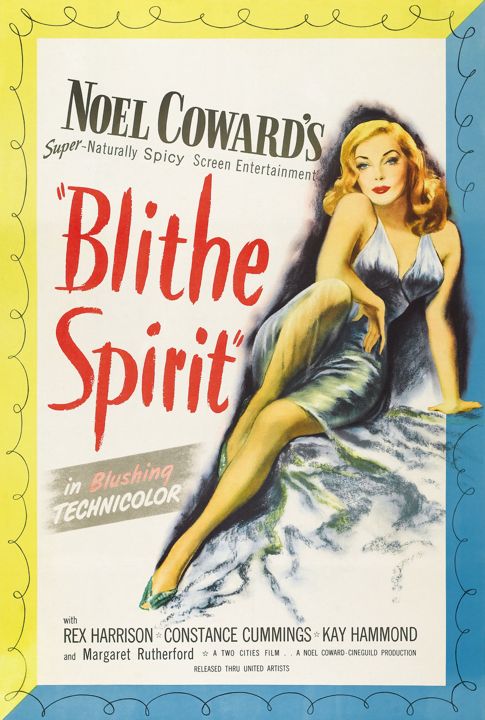 NOEL COWARD'S
Super-Naturally Spicy Screen Entertainment
"Blithe
Spirit"
in Blushing
TECHNICOLOR
with
REX HARRISON ☆ CONSTANCE CUMMINGS ☆ KAY HAMMOND
and Margaret Rutherford ☆ A TWO CITIES FILM . . A NOEL COWARD-CINEGUILD PRODUCTION
RELEASED THRU UNITED ARTISTS